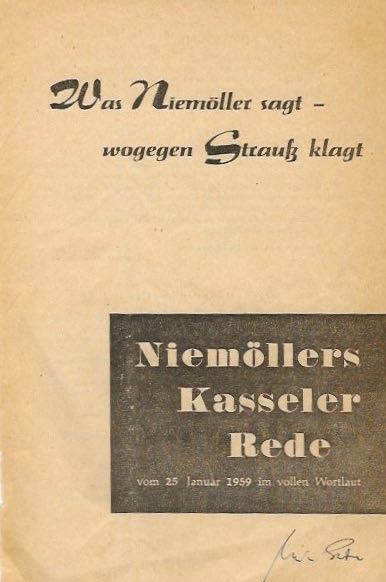 Was Niemöller sagt –
wogegen Strauß klagt
Niemöllers
Kasseler
Rede
vom 25 Januar 1959 im vollen Wortlaut